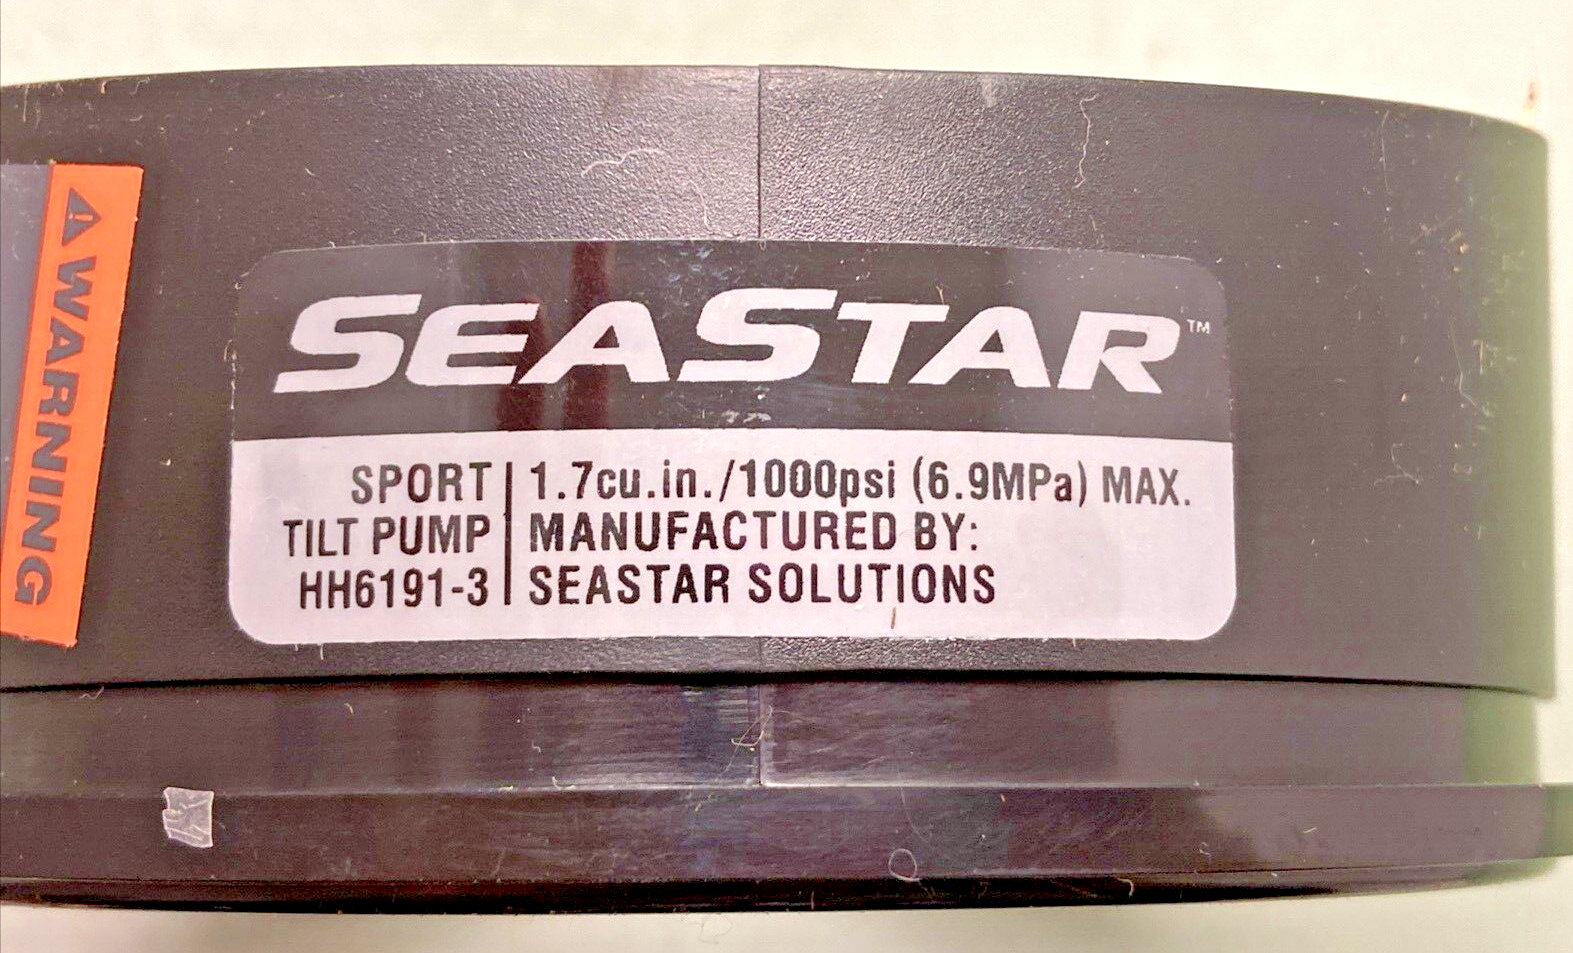 ⚠ WARNING
SEASTAR™
SPORT | 1.7cu.in./1000psi (6.9MPa) MAX.
TILT PUMP | MANUFACTURED BY:
HH6191-3 | SEASTAR SOLUTIONS